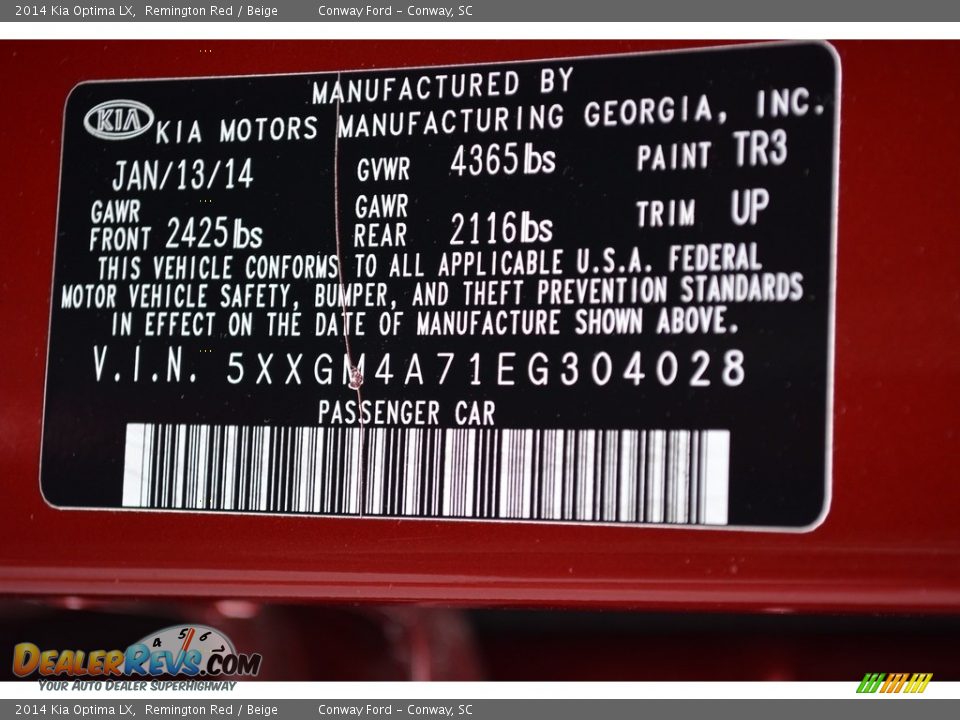 2014 Kia Optima LX, Remington Red / Beige Conway Ford - Conway, SC
MANUFACTURED BY
KIA KIA MOTORS MANUFACTURING GEORGIA, INC.
JAN/13/14 GVWR 4365lbs PAINT TR3
GAWR FRONT 2425lbs GAWR REAR 2116lbs TRIM UP
THIS VEHICLE CONFORMS TO ALL APPLICABLE U.S.A. FEDERAL
MOTOR VEHICLE SAFETY, BUMPER, AND THEFT PREVENTION STANDARDS
IN EFFECT ON THE DATE OF MANUFACTURE SHOWN ABOVE.
V.I.N. 5XXGM4A71EG304028
PASSENGER CAR
4 5 6 7
DEALERREVS.COM
YOUR AUTO DEALER SUPERHIGHWAY
2014 Kia Optima LX, Remington Red / Beige Conway Ford - Conway, SC